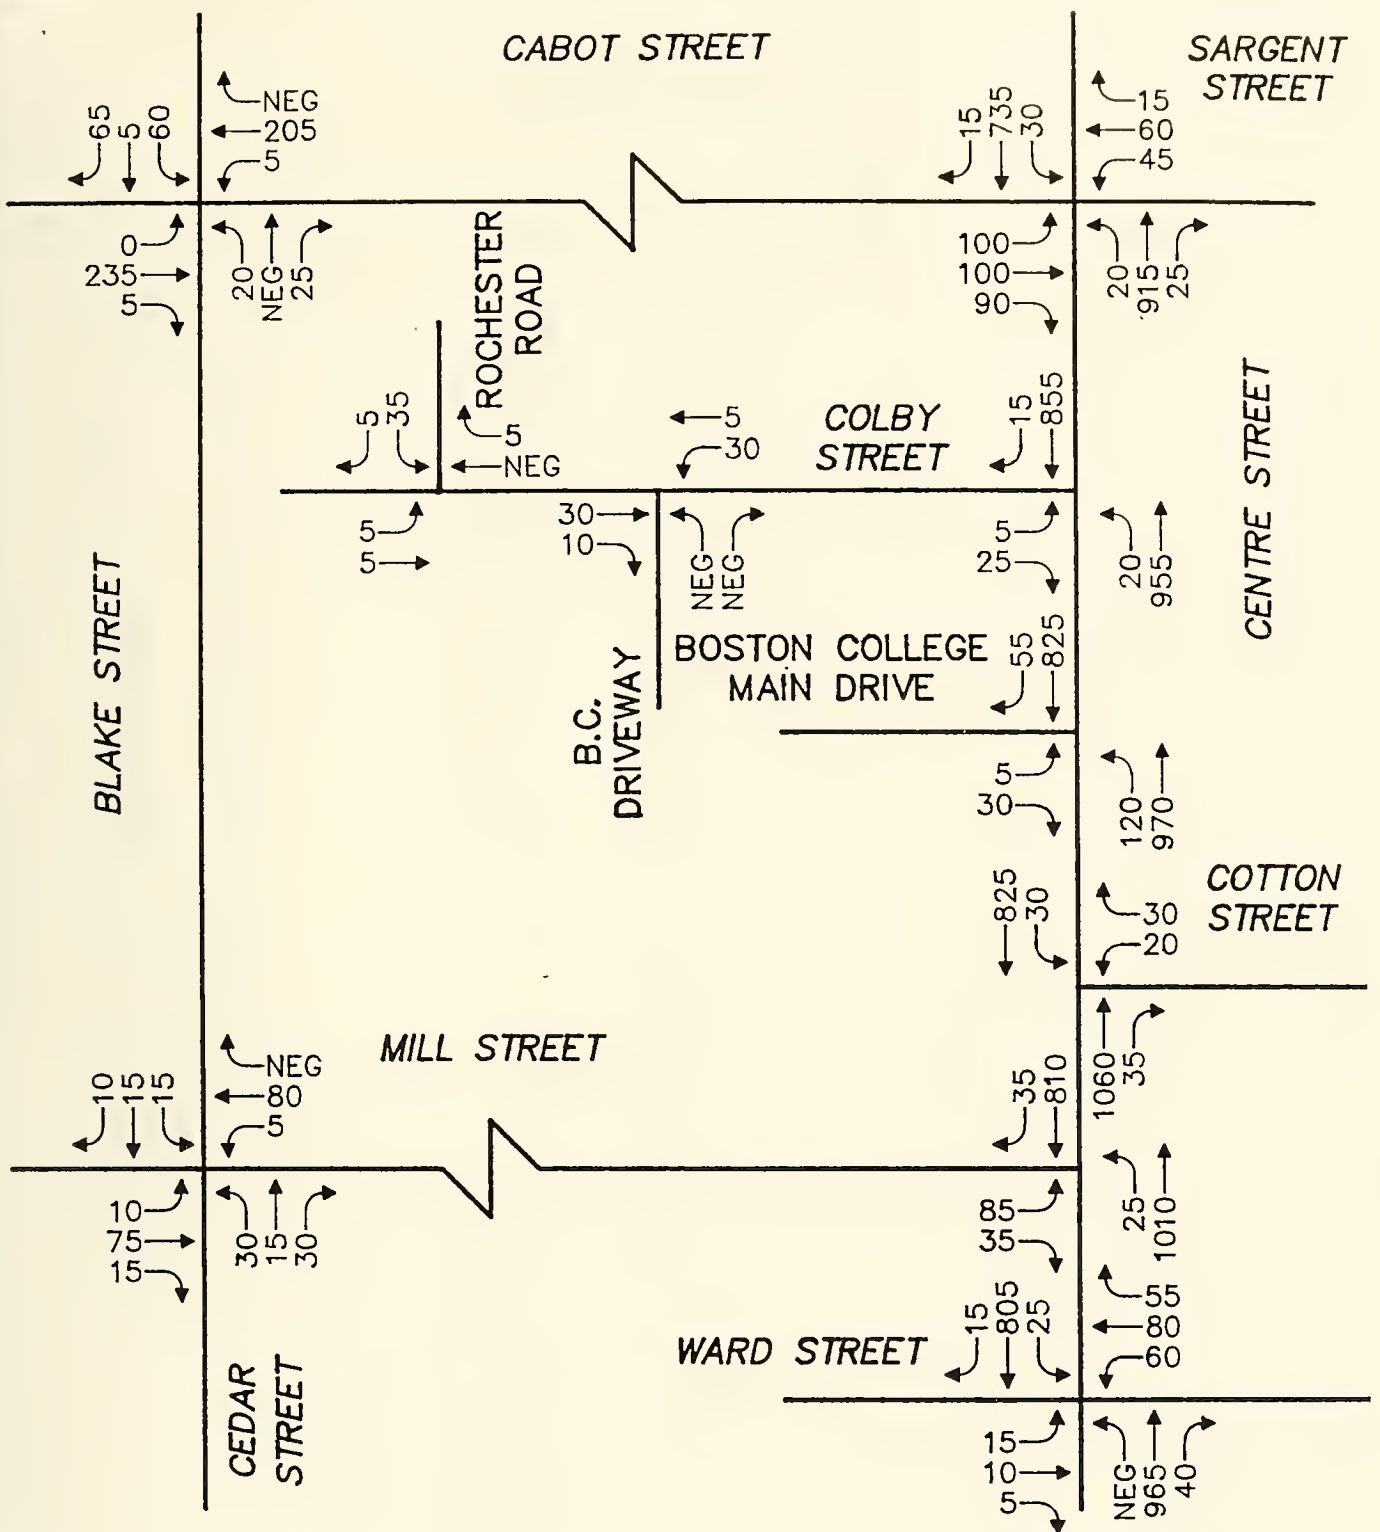 CABOT STREET
SARGENT
STREET
65
5
60
NEG
205
5
15
735
30
15
60
45
0
235
5
20
NEG
25
100
100
90
20
915
25
ROCHESTER
ROAD
5
35
5
NEG
5
30
COLBY
STREET
15
855
CENTRE STREET
5
5
30
10
NEG
NEG
5
25
20
955
BLAKE STREET
B.C.
DRIVEWAY
BOSTON COLLEGE
MAIN DRIVE
55
825
5
30
120
970
COTTON
STREET
825
30
30
20
1060
35
MILL STREET
10
15
15
NEG
80
5
35
810
10
75
15
30
15
30
85
35
25
1010
WARD STREET
15
805
25
55
80
60
CEDAR
STREET
15
10
5
NEG
965
40